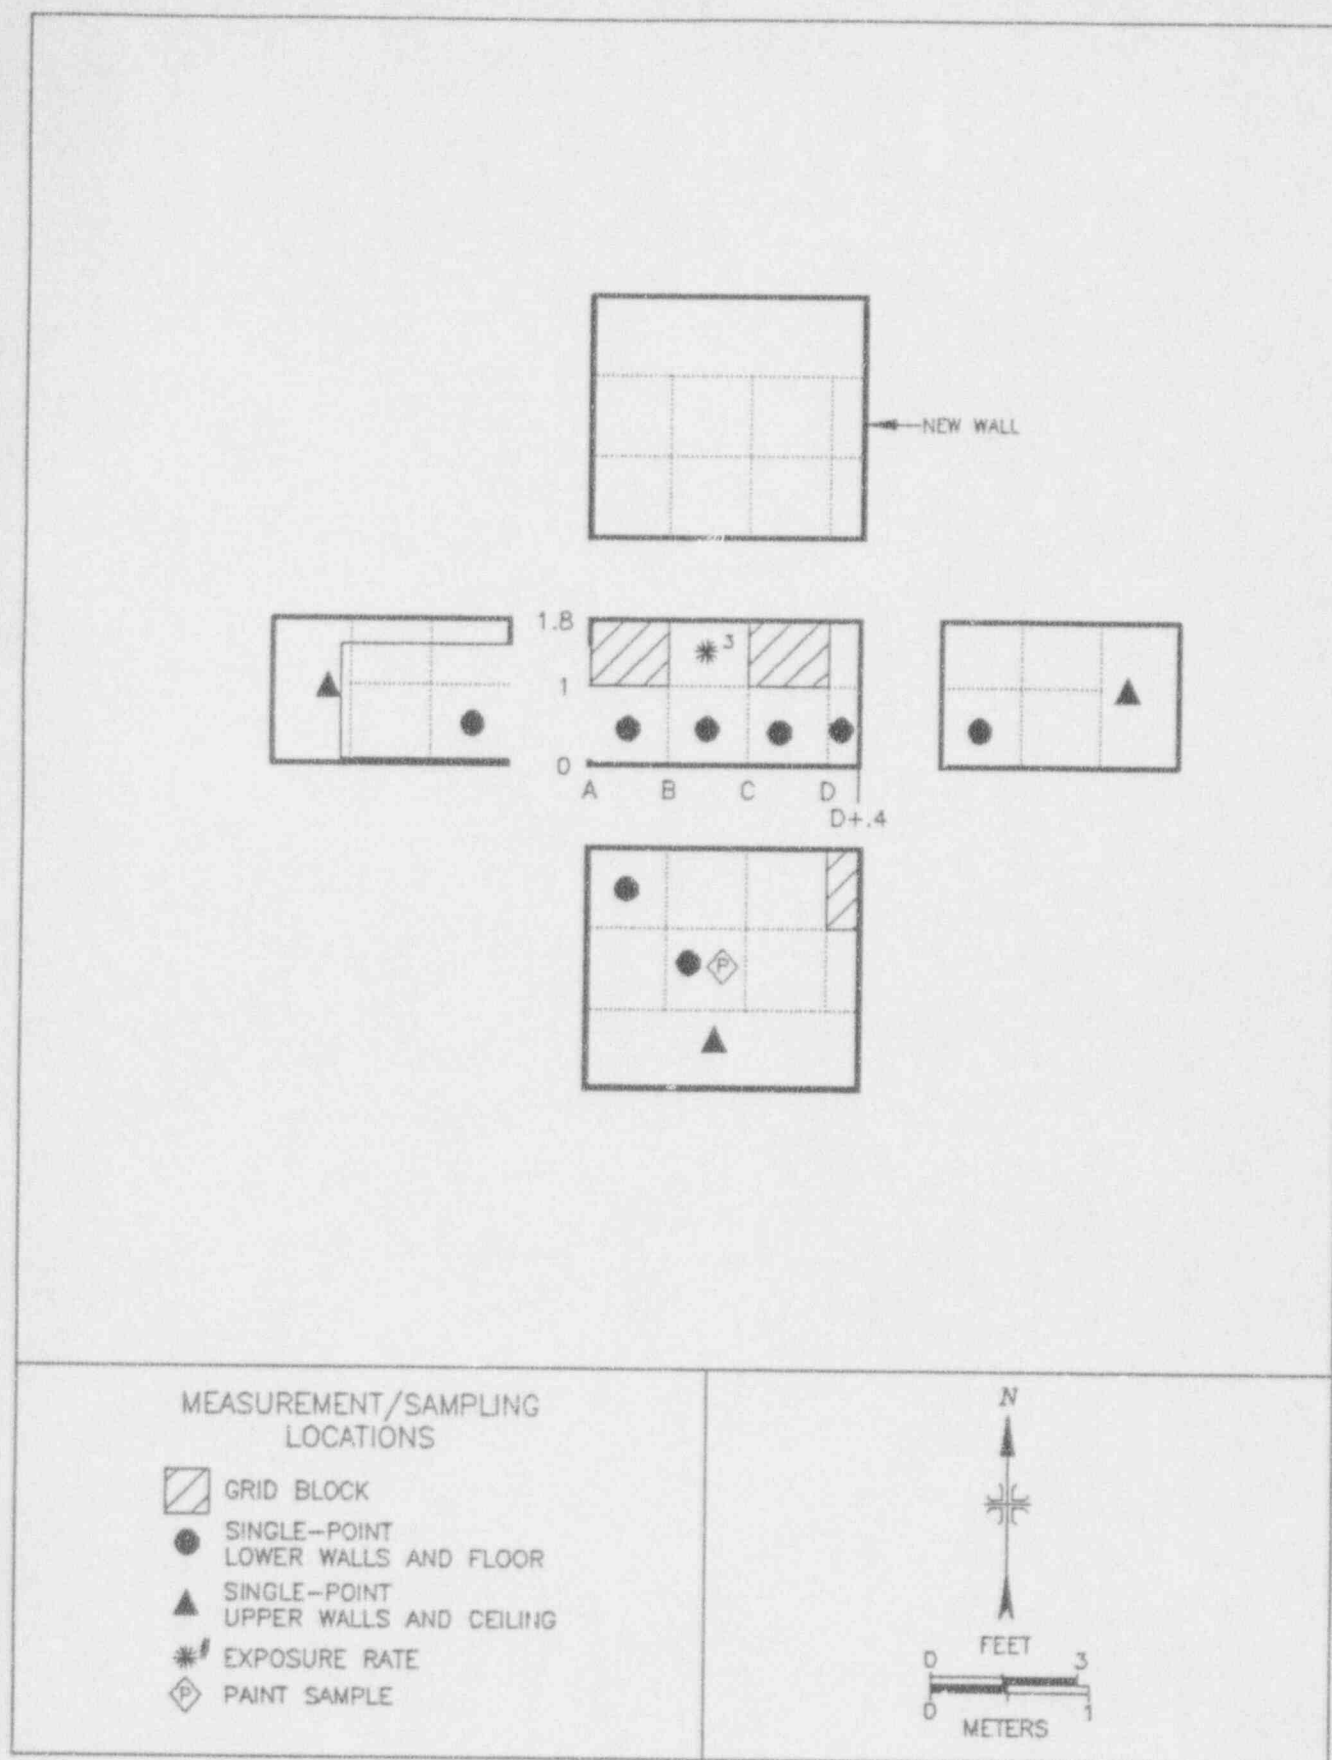 NEW WALL
1.8
3
1
0
A B C D
D+.4
P
MEASUREMENT/SAMPLING
LOCATIONS
GRID BLOCK
SINGLE-POINT
LOWER WALLS AND FLOOR
SINGLE-POINT
UPPER WALLS AND CEILING
# EXPOSURE RATE
P PAINT SAMPLE
N
FEET
0 3
0 1
METERS